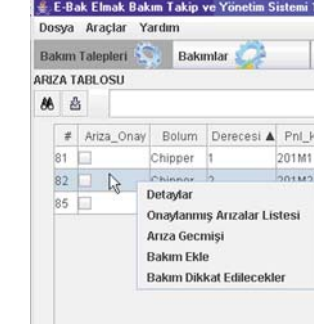 E-Bak Elmak Bakım Takip ve Yönetim Sistemi
Dosya Araçlar Yardım
Bakım Talepleri Bakımlar
ARIZA TABLOSU
# Ariza_Onay Bolum Derecesi ▲
81 Chipper 1 201M1
82 Chipper 2 201M2
85
Detaylar
Onaylanmış Arızalar Listesi
Arıza Gecmişi
Bakım Ekle
Bakım Dikkat Edilecekler